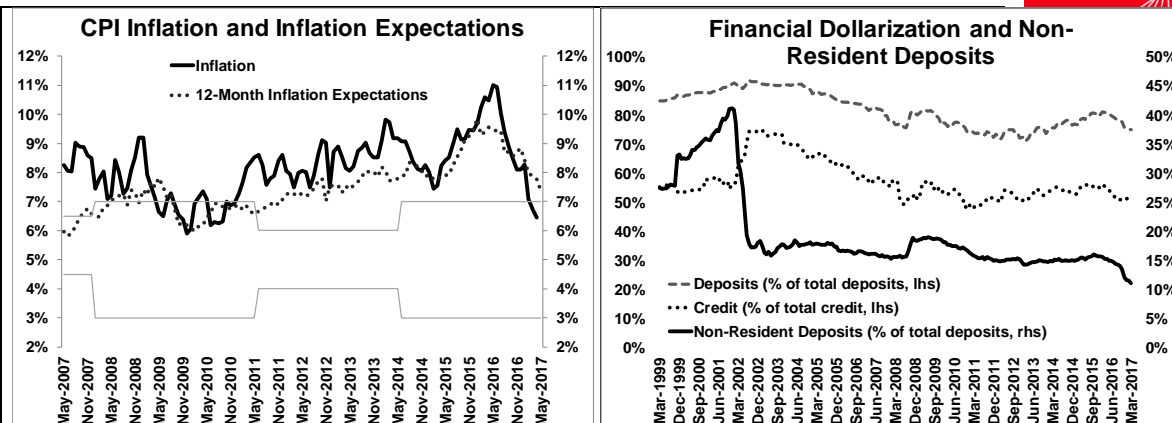 CPI Inflation and Inflation Expectations
12%
11%
10%
9%
8%
7%
6%
5%
4%
3%
2%
Inflation
12-Month Inflation Expectations
12%
11%
10%
9%
8%
7%
6%
5%
4%
3%
2%
May-2007
Nov-2007
May-2008
Nov-2008
May-2009
Nov-2009
May-2010
Nov-2010
May-2011
Nov-2011
May-2012
Nov-2012
May-2013
Nov-2013
May-2014
Nov-2014
May-2015
Nov-2015
May-2016
Nov-2016
May-2017
Financial Dollarization and Non-
Resident Deposits
100%
90%
80%
70%
60%
50%
40%
30%
20%
10%
0%
Deposits (% of total deposits, lhs)
Credit (% of total credit, lhs)
Non-Resident Deposits (% of total deposits, rhs)
50%
45%
40%
35%
30%
25%
20%
15%
10%
5%
0%
Mar-1999
Dec-1999
Sep-2000
Jun-2001
Mar-2002
Dec-2002
Sep-2003
Jun-2004
Mar-2005
Dec-2005
Sep-2006
Jun-2007
Mar-2008
Dec-2008
Sep-2009
Jun-2010
Mar-2011
Dec-2011
Sep-2012
Jun-2013
Mar-2014
Dec-2014
Sep-2015
Jun-2016
Mar-2017